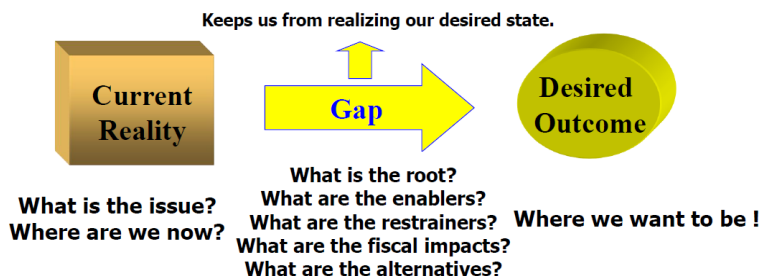 Keeps us from realizing our desired state.
Current
Reality
Gap
Desired
Outcome
What is the issue?
Where are we now?
What is the root?
What are the enablers?
What are the restrainers?
What are the fiscal impacts?
What are the alternatives?
Where we want to be !